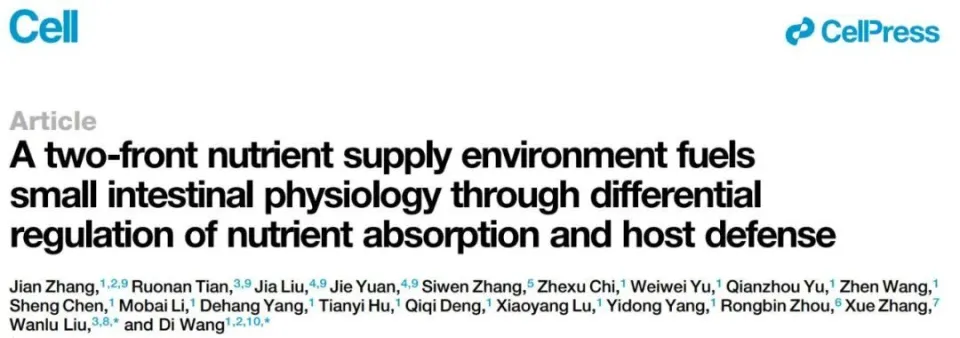 Cell
CellPress
Article
A two-front nutrient supply environment fuels
small intestinal physiology through differential
regulation of nutrient absorption and host defense
Jian Zhang,1,2,9 Ruonan Tian,3,9 Jia Liu,4,9 Jie Yuan,4,9 Siwen Zhang,5 Zhexu Chi,1 Weiwei Yu,1 Qianzhou Yu,1 Zhen Wang,1
Sheng Chen,1 Mobai Li,1 Dehang Yang,1 Tianyi Hu,1 Qiqi Deng,1 Xiaoyang Lu,1 Yidong Yang,1 Rongbin Zhou,6 Xue Zhang,7
Wanlu Liu,3,8,* and Di Wang1,2,10,*